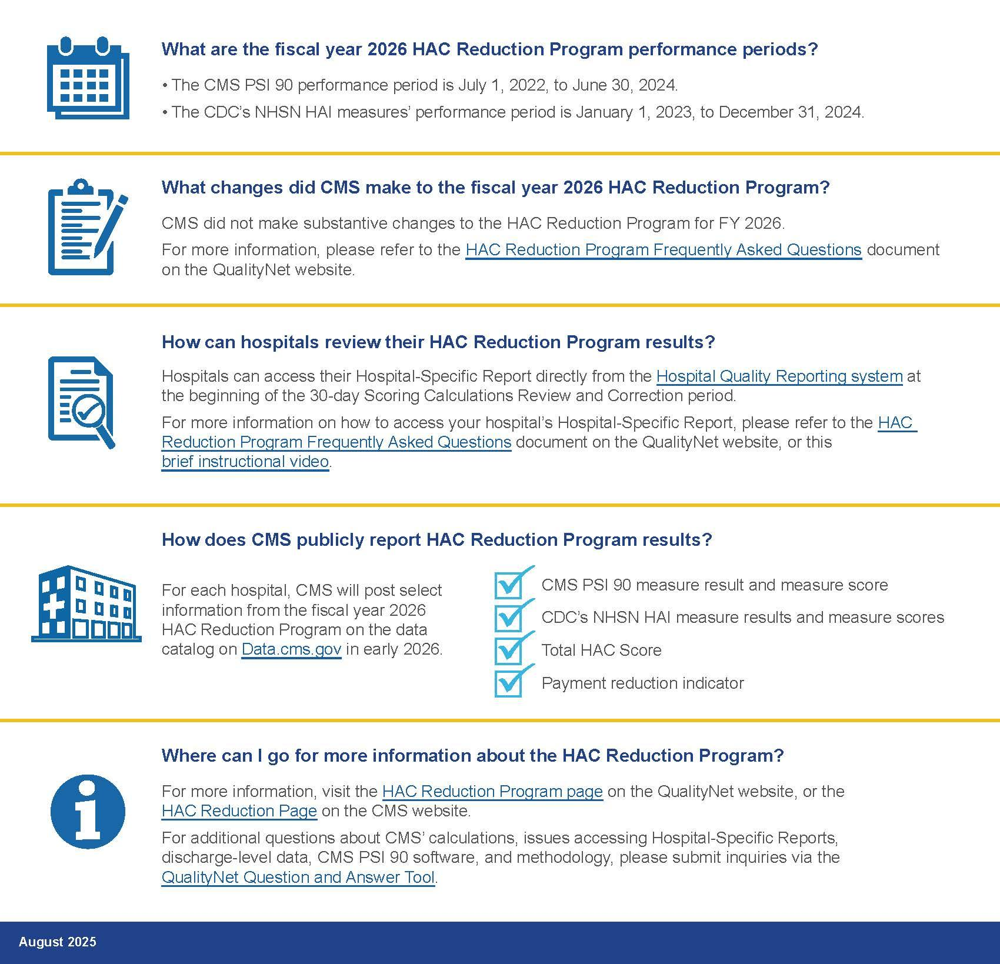 What are the fiscal year 2026 HAC Reduction Program performance periods?
• The CMS PSI 90 performance period is July 1, 2022, to June 30, 2024.
• The CDC’s NHSN HAI measures’ performance period is January 1, 2023, to December 31, 2024.
What changes did CMS make to the fiscal year 2026 HAC Reduction Program?
CMS did not make substantive changes to the HAC Reduction Program for FY 2026.
For more information, please refer to the HAC Reduction Program Frequently Asked Questions document
on the QualityNet website.
How can hospitals review their HAC Reduction Program results?
Hospitals can access their Hospital-Specific Report directly from the Hospital Quality Reporting system at
the beginning of the 30-day Scoring Calculations Review and Correction period.
For more information on how to access your hospital’s Hospital-Specific Report, please refer to the HAC
Reduction Program Frequently Asked Questions document on the QualityNet website, or this
brief instructional video.
How does CMS publicly report HAC Reduction Program results?
For each hospital, CMS will post select
information from the fiscal year 2026
HAC Reduction Program on the data
catalog on Data.cms.gov in early 2026.
CMS PSI 90 measure result and measure score
CDC’s NHSN HAI measure results and measure scores
Total HAC Score
Payment reduction indicator
Where can I go for more information about the HAC Reduction Program?
For more information, visit the HAC Reduction Program page on the QualityNet website, or the
HAC Reduction Page on the CMS website.
For additional questions about CMS’ calculations, issues accessing Hospital-Specific Reports,
discharge-level data, CMS PSI 90 software, and methodology, please submit inquiries via the
QualityNet Question and Answer Tool.
August 2025